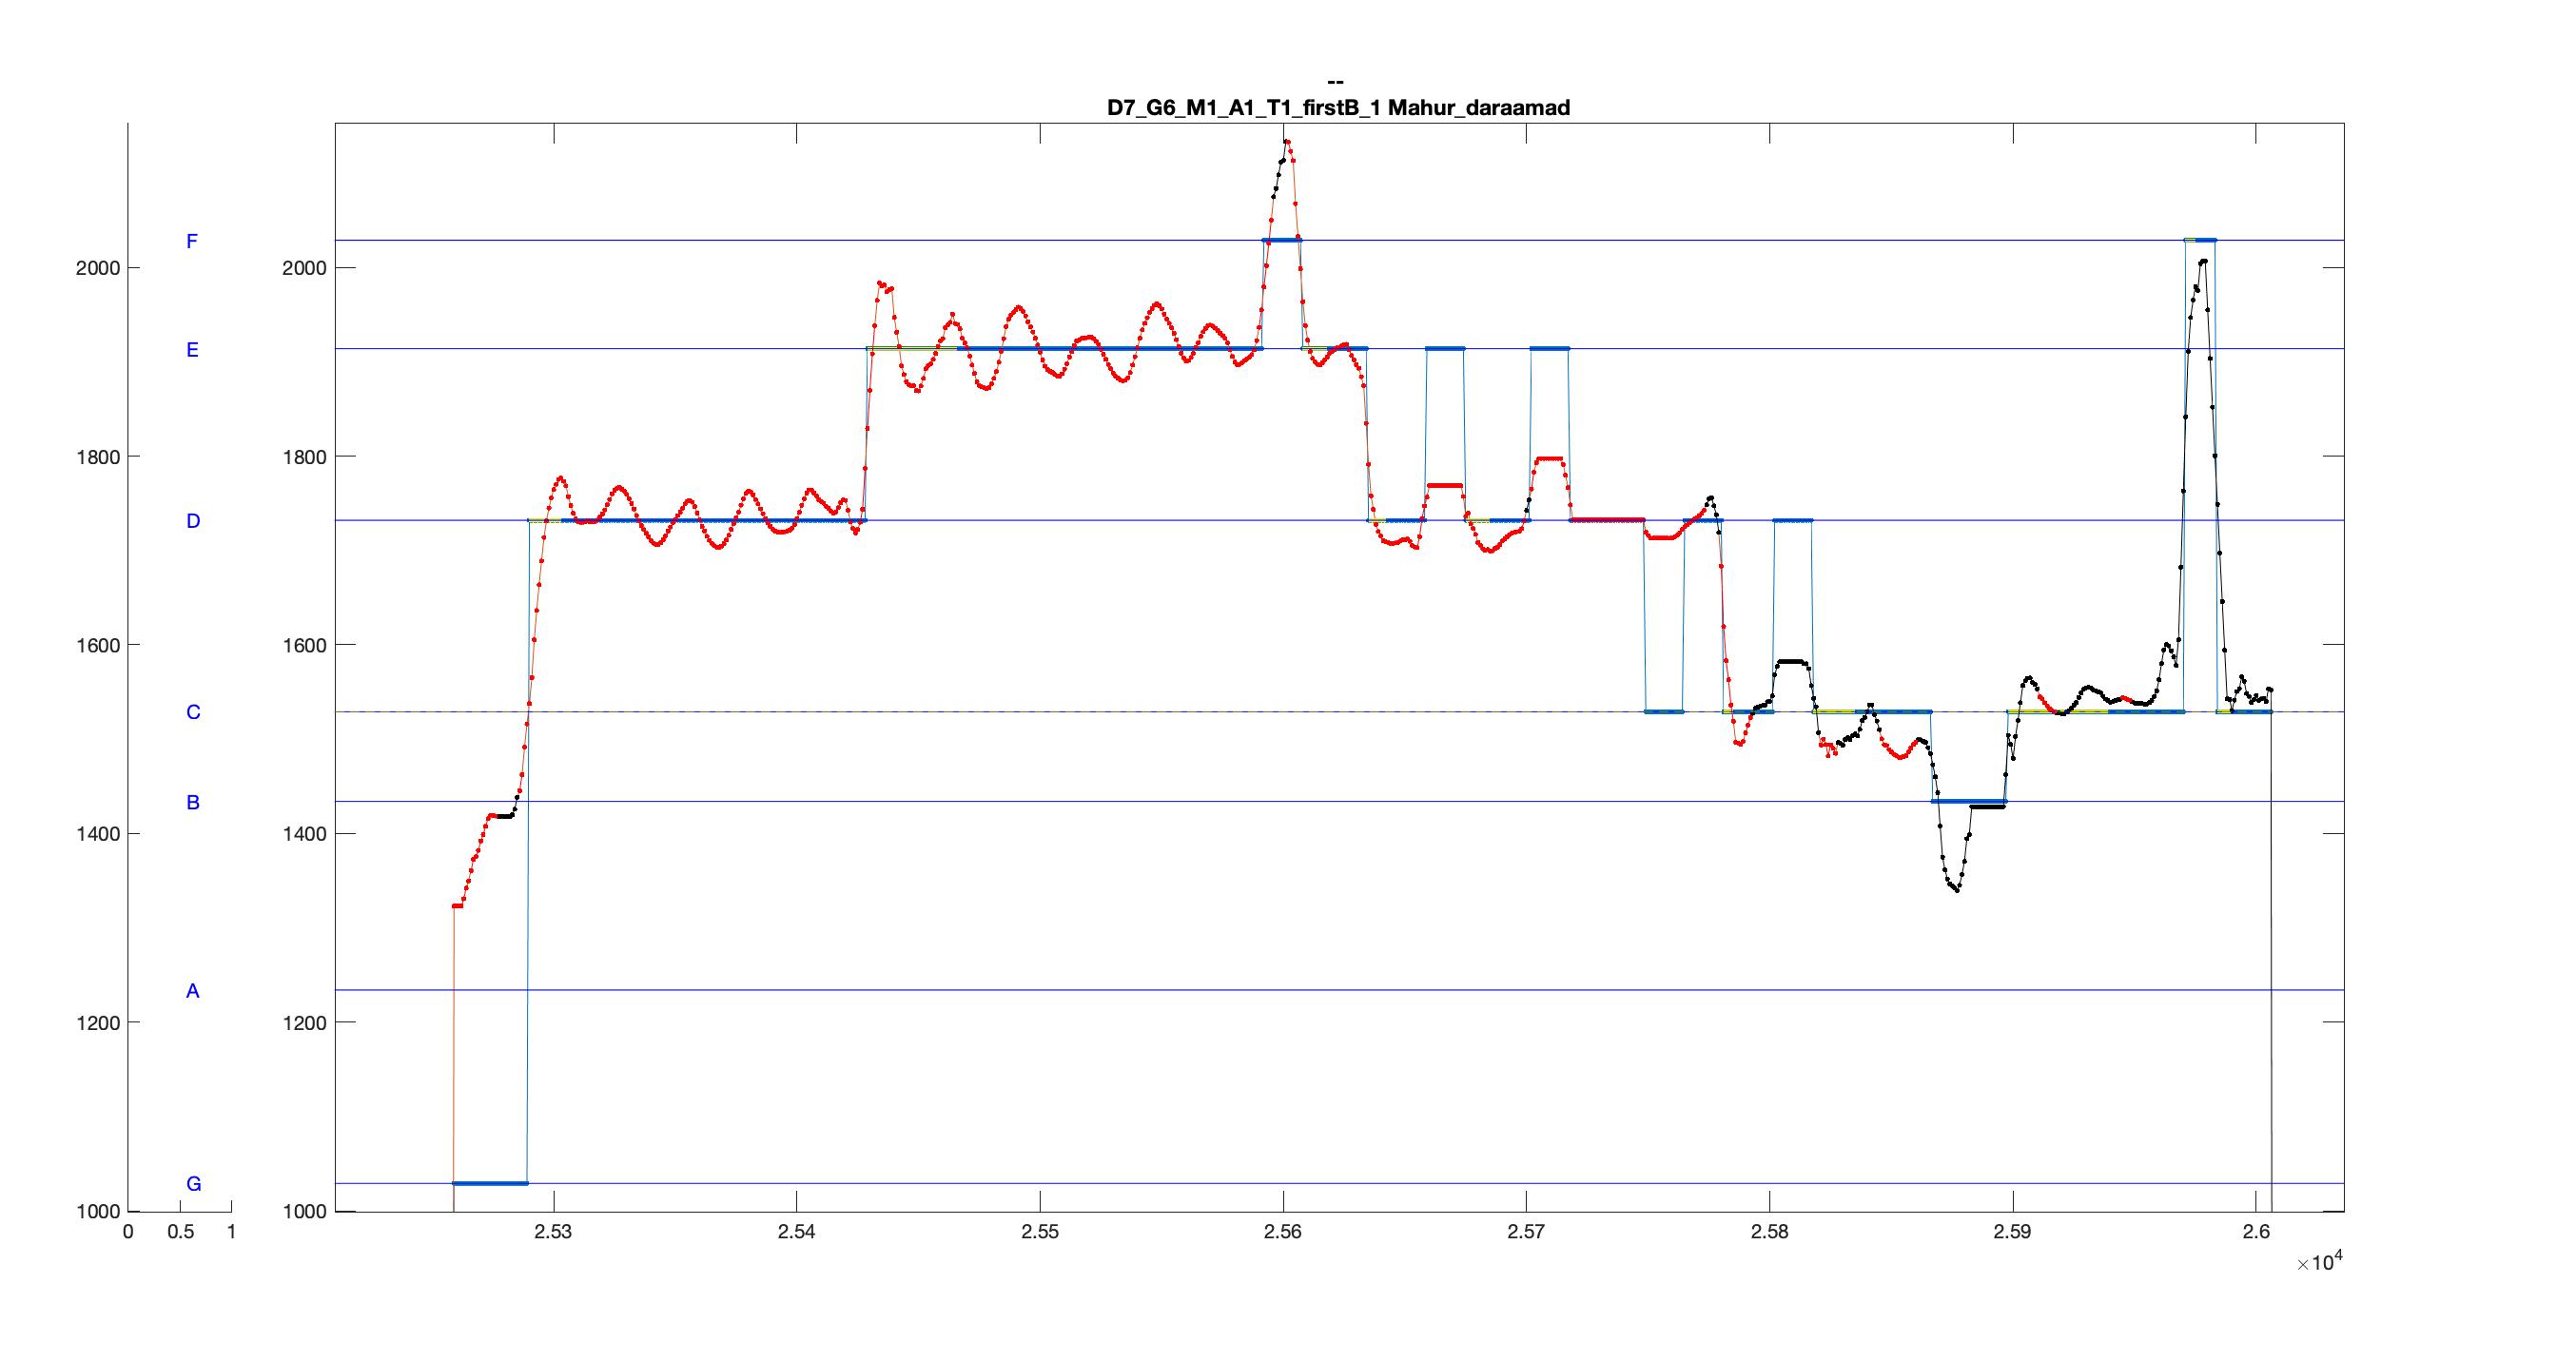 --
D7_G6_M1_A1_T1_firstB_1 Mahur_daraamad
F
2000 2000
E
1800 1800
D
1600 1600
C
B
1400 1400
A
1200 1200
G
1000 1000
0 0.5 1 2.53 2.54 2.55 2.56 2.57 2.58 2.59 2.6
×10⁴